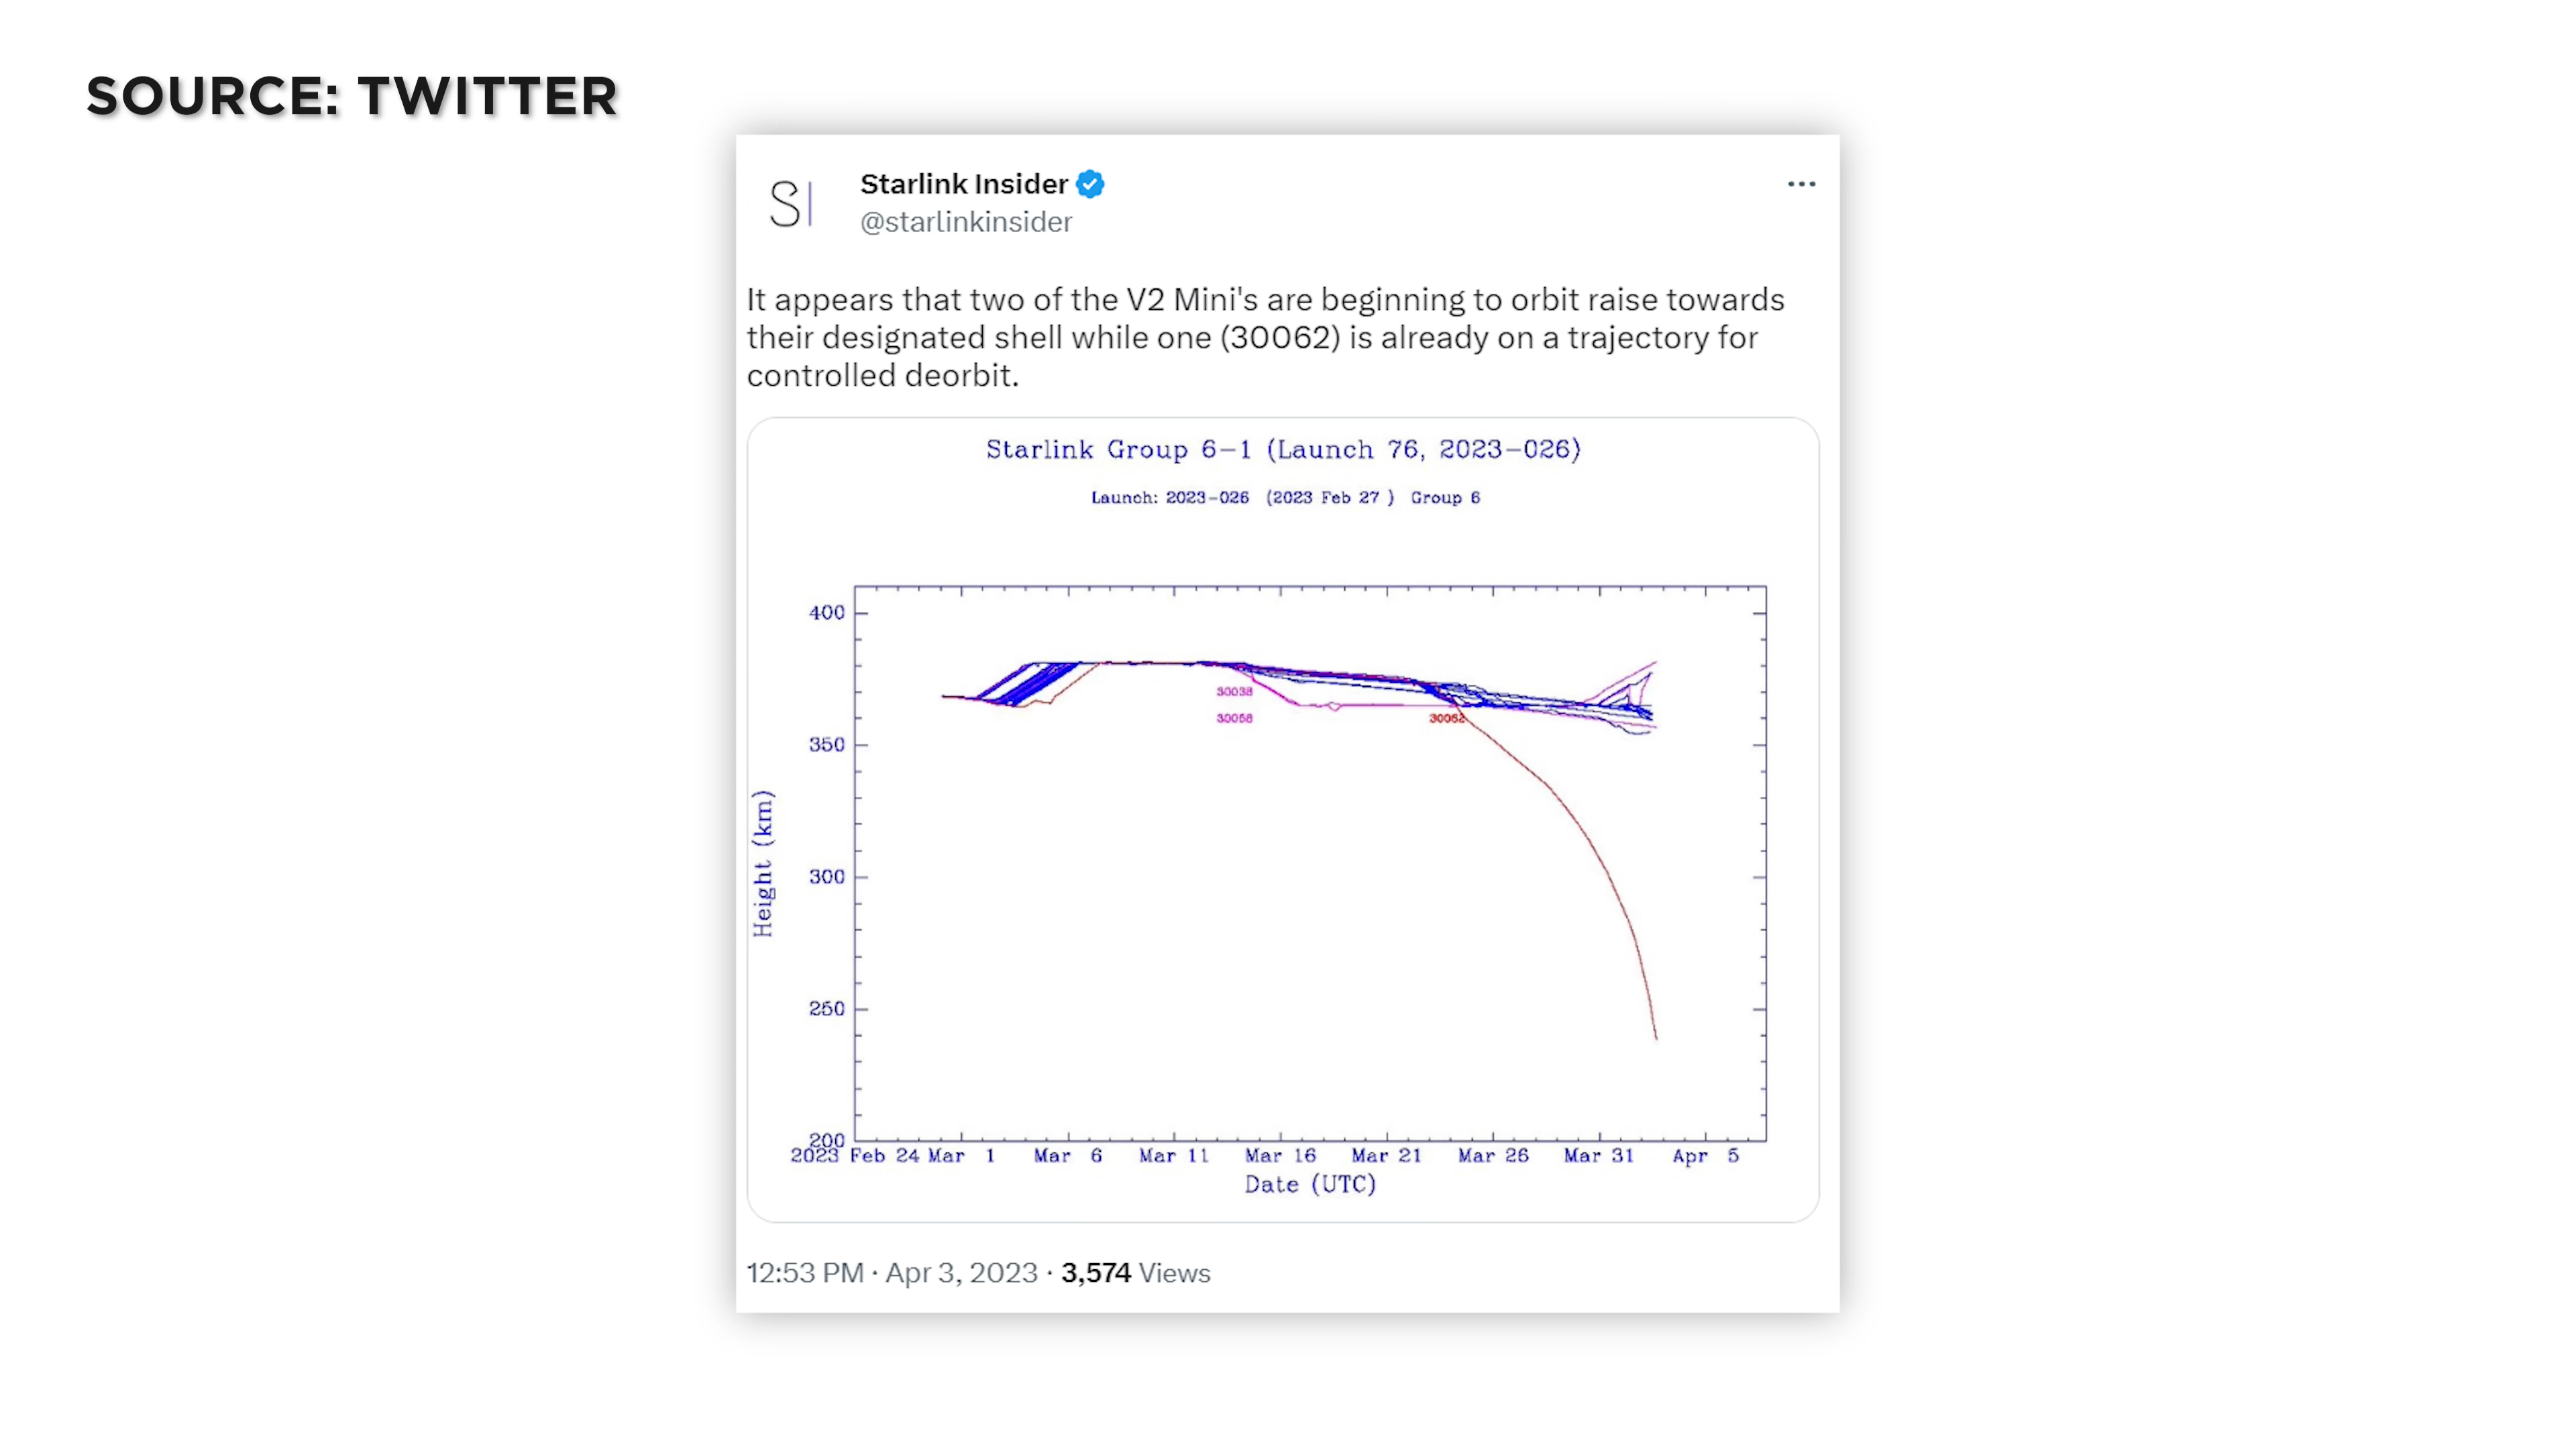 SOURCE: TWITTER
SI
Starlink Insider
@starlinkinsider
It appears that two of the V2 Mini's are beginning to orbit raise towards
their designated shell while one (30062) is already on a trajectory for
controlled deorbit.
Starlink Group 6-1 (Launch 76, 2023-026)
Launch: 2023-026 (2023 Feb 27 ) Group 6
400
350
300
250
200
Height (km)
30038
30058
30062
2023 Feb 24 Mar 1 Mar 6 Mar 11 Mar 16 Mar 21 Mar 26 Mar 31 Apr 5
Date (UTC)
12:53 PM · Apr 3, 2023 · 3,574 Views